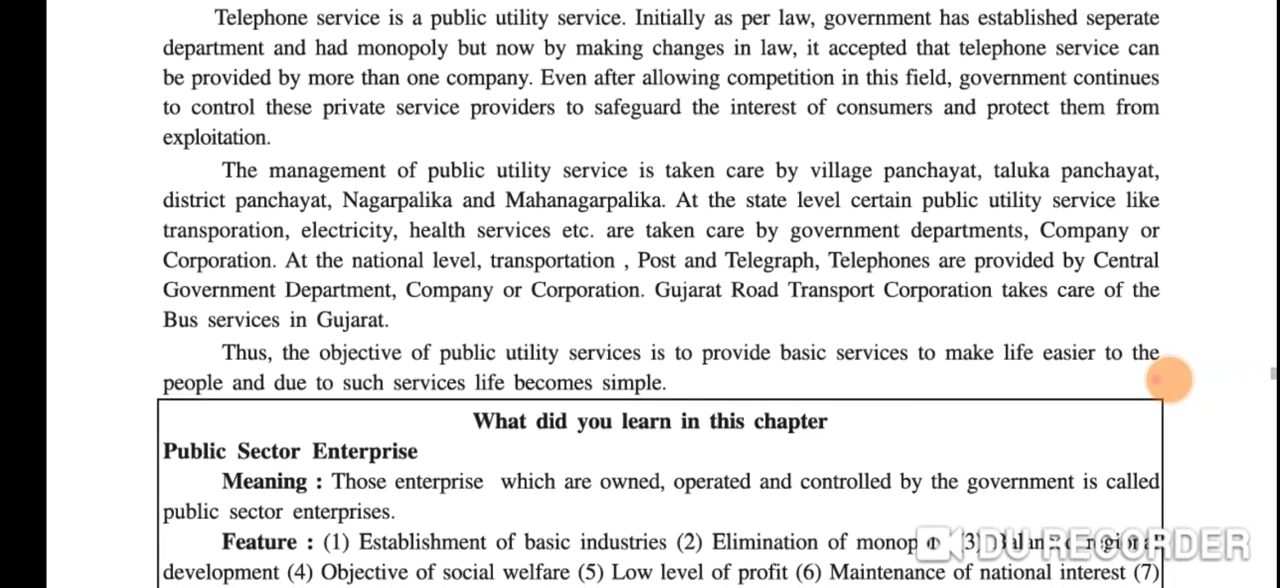 Telephone service is a public utility service. Initially as per law, government has established seperate
department and had monopoly but now by making changes in law, it accepted that telephone service can
be provided by more than one company. Even after allowing competition in this field, government continues
to control these private service providers to safeguard the interest of consumers and protect them from
exploitation.
The management of public utility service is taken care by village panchayat, taluka panchayat,
district panchayat, Nagarpalika and Mahanagarpalika. At the state level certain public utility service like
transporation, electricity, health services etc. are taken care by government departments, Company or
Corporation. At the national level, transportation , Post and Telegraph, Telephones are provided by Central
Government Department, Company or Corporation. Gujarat Road Transport Corporation takes care of the
Bus services in Gujarat.
Thus, the objective of public utility services is to provide basic services to make life easier to the
people and due to such services life becomes simple.
What did you learn in this chapter
Public Sector Enterprise
Meaning : Those enterprise which are owned, operated and controlled by the government is called
public sector enterprises.
Feature : (1) Establishment of basic industries (2) Elimination of (3)
DU RECORDER
development (4) Objective of social welfare (5) Low level of profit (6) Maintenance of national interest (7)